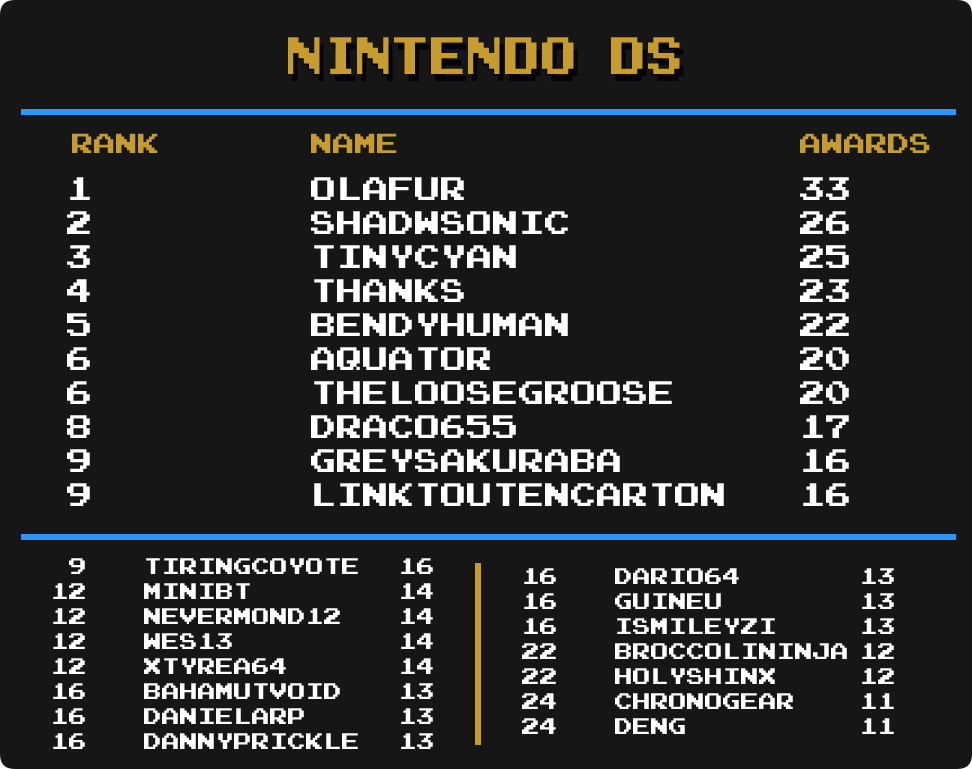 NINTENDO DS
RANK NAME AWARDS
1 OLAFUR 33
2 SHADWSONIC 26
3 TINYCYAN 25
4 THANKS 23
5 BENDYHUMAN 22
6 AQUATOR 20
6 THELOOSEGROOSE 20
8 DRACO655 17
9 GREYSAKURABA 16
9 LINKTOUTENCARTON 16
9 TIRINGCOYOTE 16
12 MINIBT 14
12 NEVERMOND12 14
12 WES13 14
12 XTYREA64 14
16 BAHAMUTVOID 13
16 DANIELARP 13
16 DANNYPRICKLE 13
16 DARIO64 13
16 GUINEU 13
16 ISMILEYZI 13
22 BROCCOLININJA 12
22 HOLYSHINX 12
24 CHRONOGEAR 11
24 DENG 11